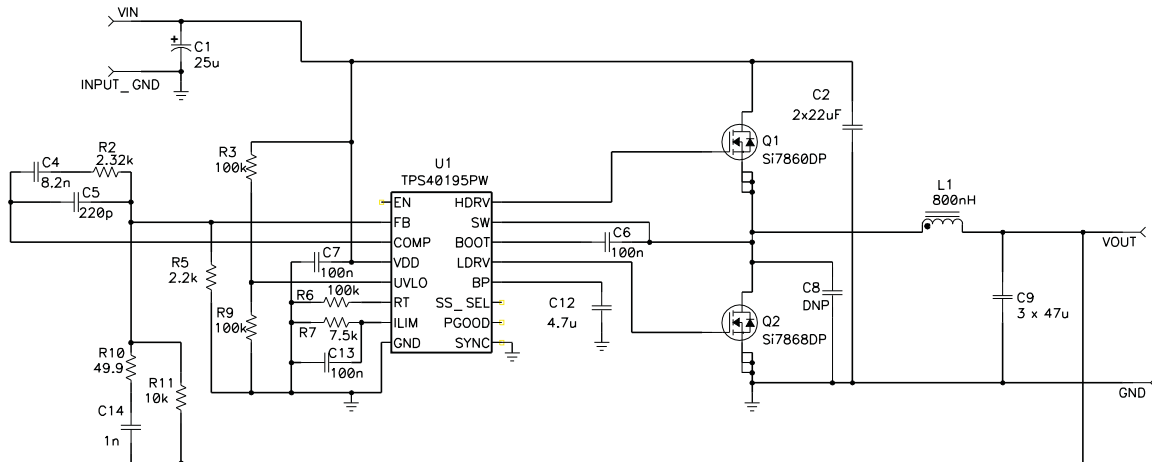 VIN
C1
25u
INPUT_GND
C2
2x22uF
Q1
Si7860DP
R3
100k
C4
8.2n
R2
2.32k
C5
220p
U1
TPS40195PW
EN
FB
COMP
VDD
UVLO
RT
ILIM
GND
HDRV
SW
BOOT
LDRV
BP
SS_SEL
PGOOD
SYNC
L1
800nH
VOUT
C6
100n
C7
100n
R5
2.2k
R6
100k
R7
7.5k
R9
100k
C12
4.7u
C8
DNP
C9
3 x 47u
Q2
Si7868DP
C13
100n
R10
49.9
R11
10k
C14
1n
GND